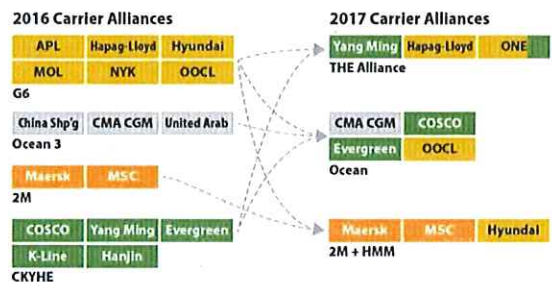 2016 Carrier Alliances
APL Hapag-Lloyd Hyundai
MOL NYK OOCL
G6
China Shp'g CMA CGM United Arab
Ocean 3
Maersk MSC
2M
COSCO Yang Ming Evergreen
K-Line Hanjin
CKYHE
2017 Carrier Alliances
Yang Ming Hapag-Lloyd ONE
THE Alliance
CMA CGM COSCO
Evergreen OOCL
Ocean
Maersk MSC Hyundai
2M + HMM